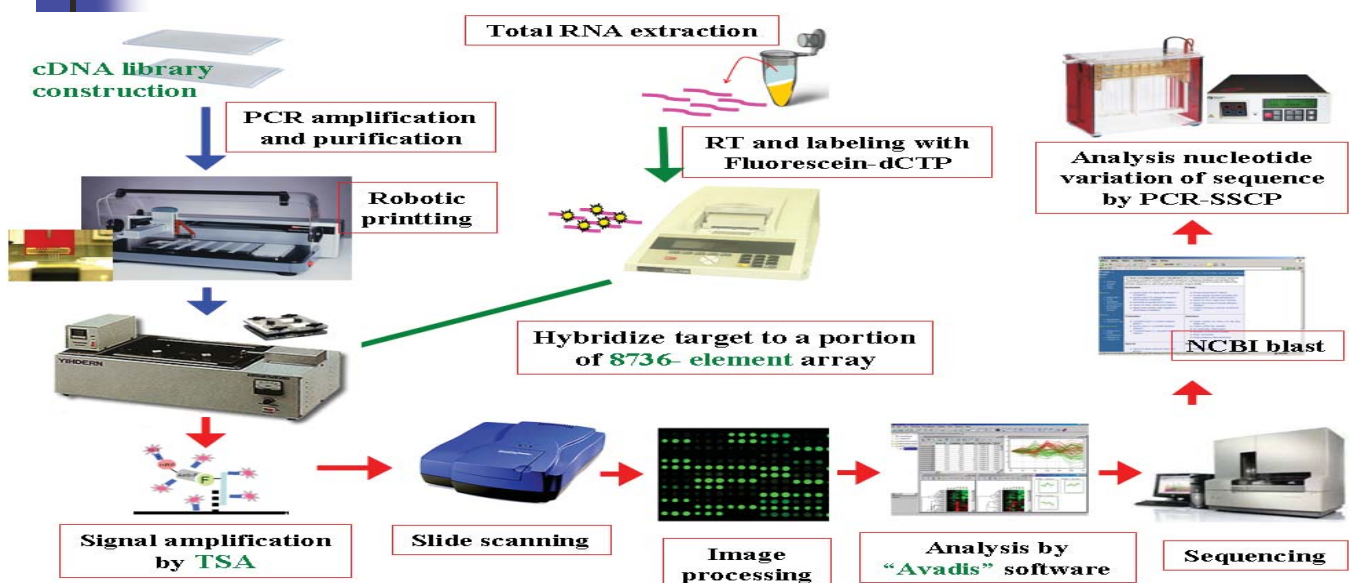 cDNA library
construction
PCR amplification
and purification
Robotic
printting
Total RNA extraction
RT and labeling with
Fluorescein-dCTP
YIHDERN
Hybridize target to a portion
of 8736- element array
F
Signal amplification
by TSA
Slide scanning
Image
processing
Analysis by
“Avadis” software
Sequencing
NCBI blast
Analysis nucleotide
variation of sequence
by PCR-SSCP